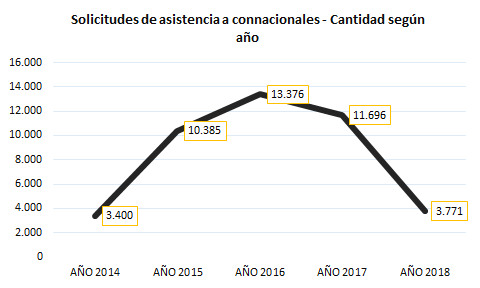 Solicitudes de asistencia a connacionales - Cantidad según
año
16.000
14.000
12.000
10.000
8.000
6.000
4.000
2.000
0
3.400
10.385
13.376
11.696
3.771
AÑO 2014
AÑO 2015
AÑO 2016
AÑO 2017
AÑO 2018